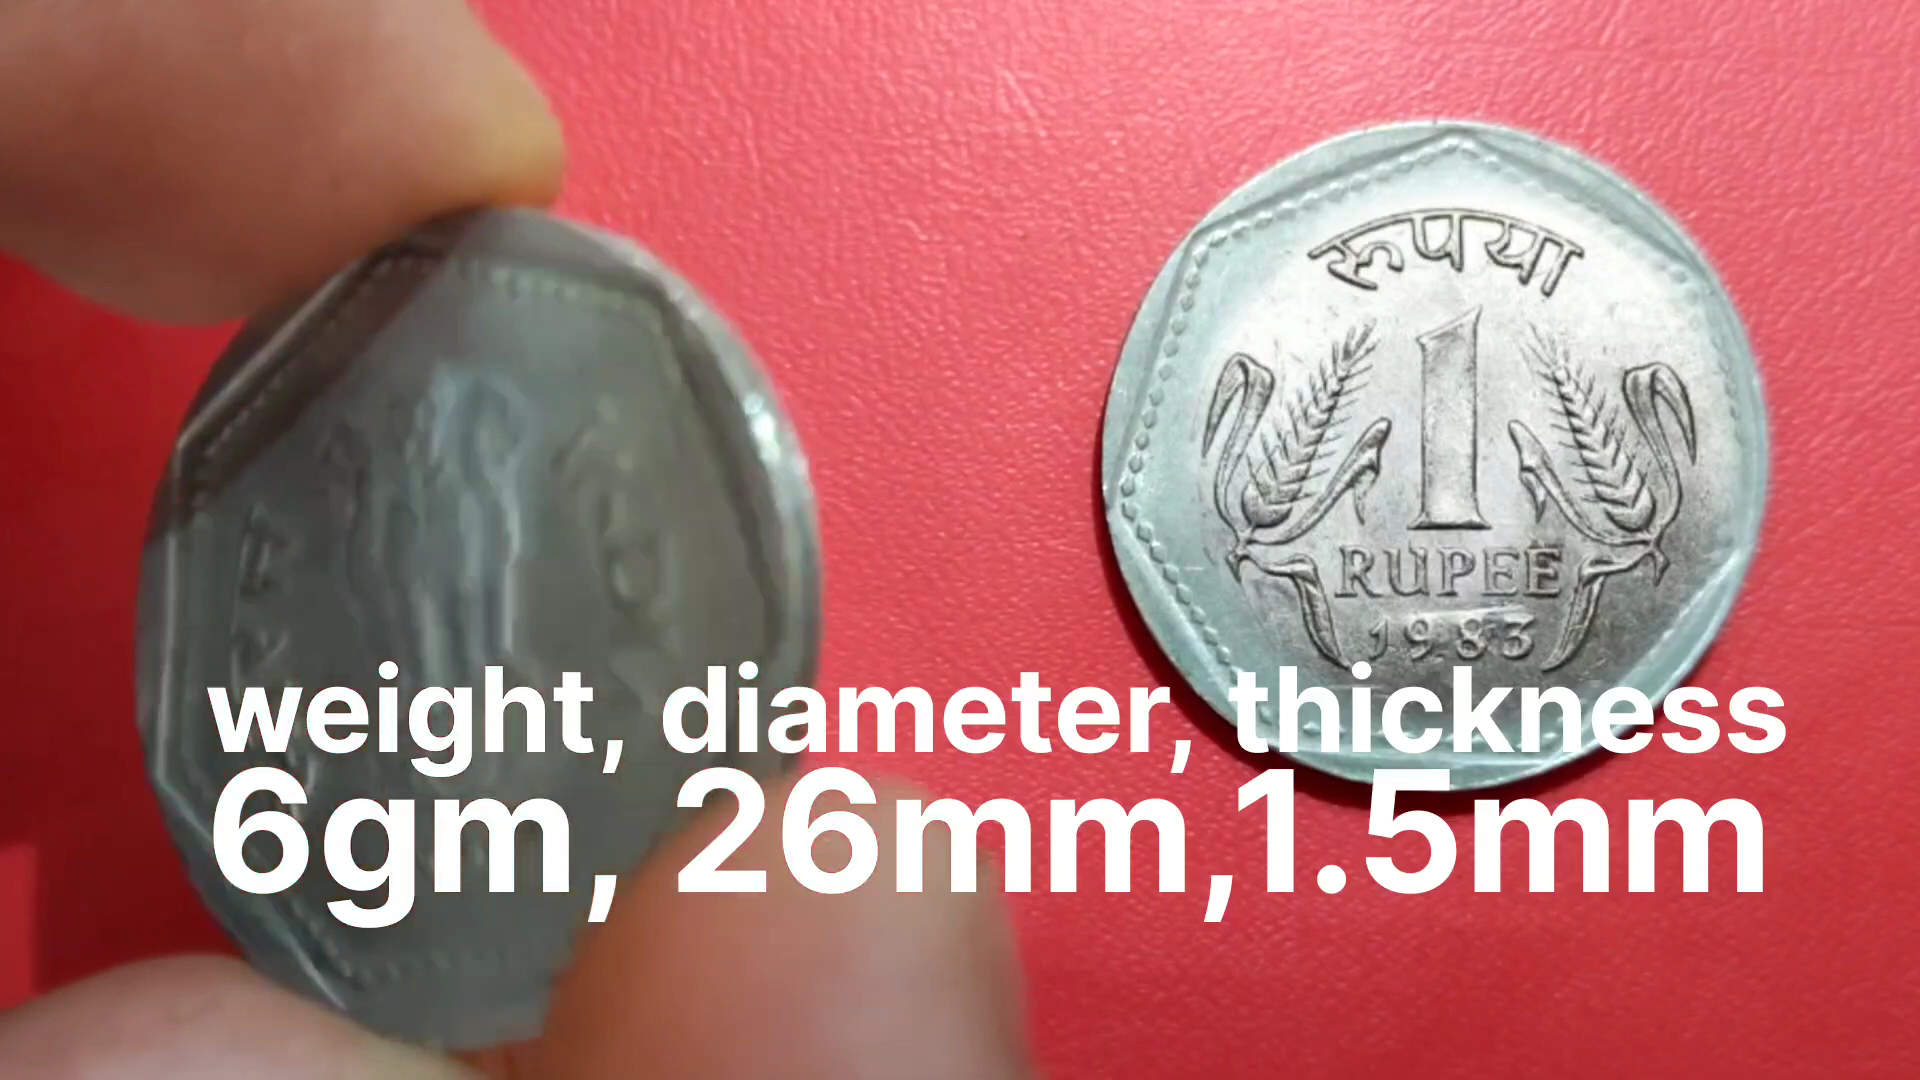 रूपया
1
RUPEE
1983
weight, diameter, thickness
6gm, 26mm,1.5mm